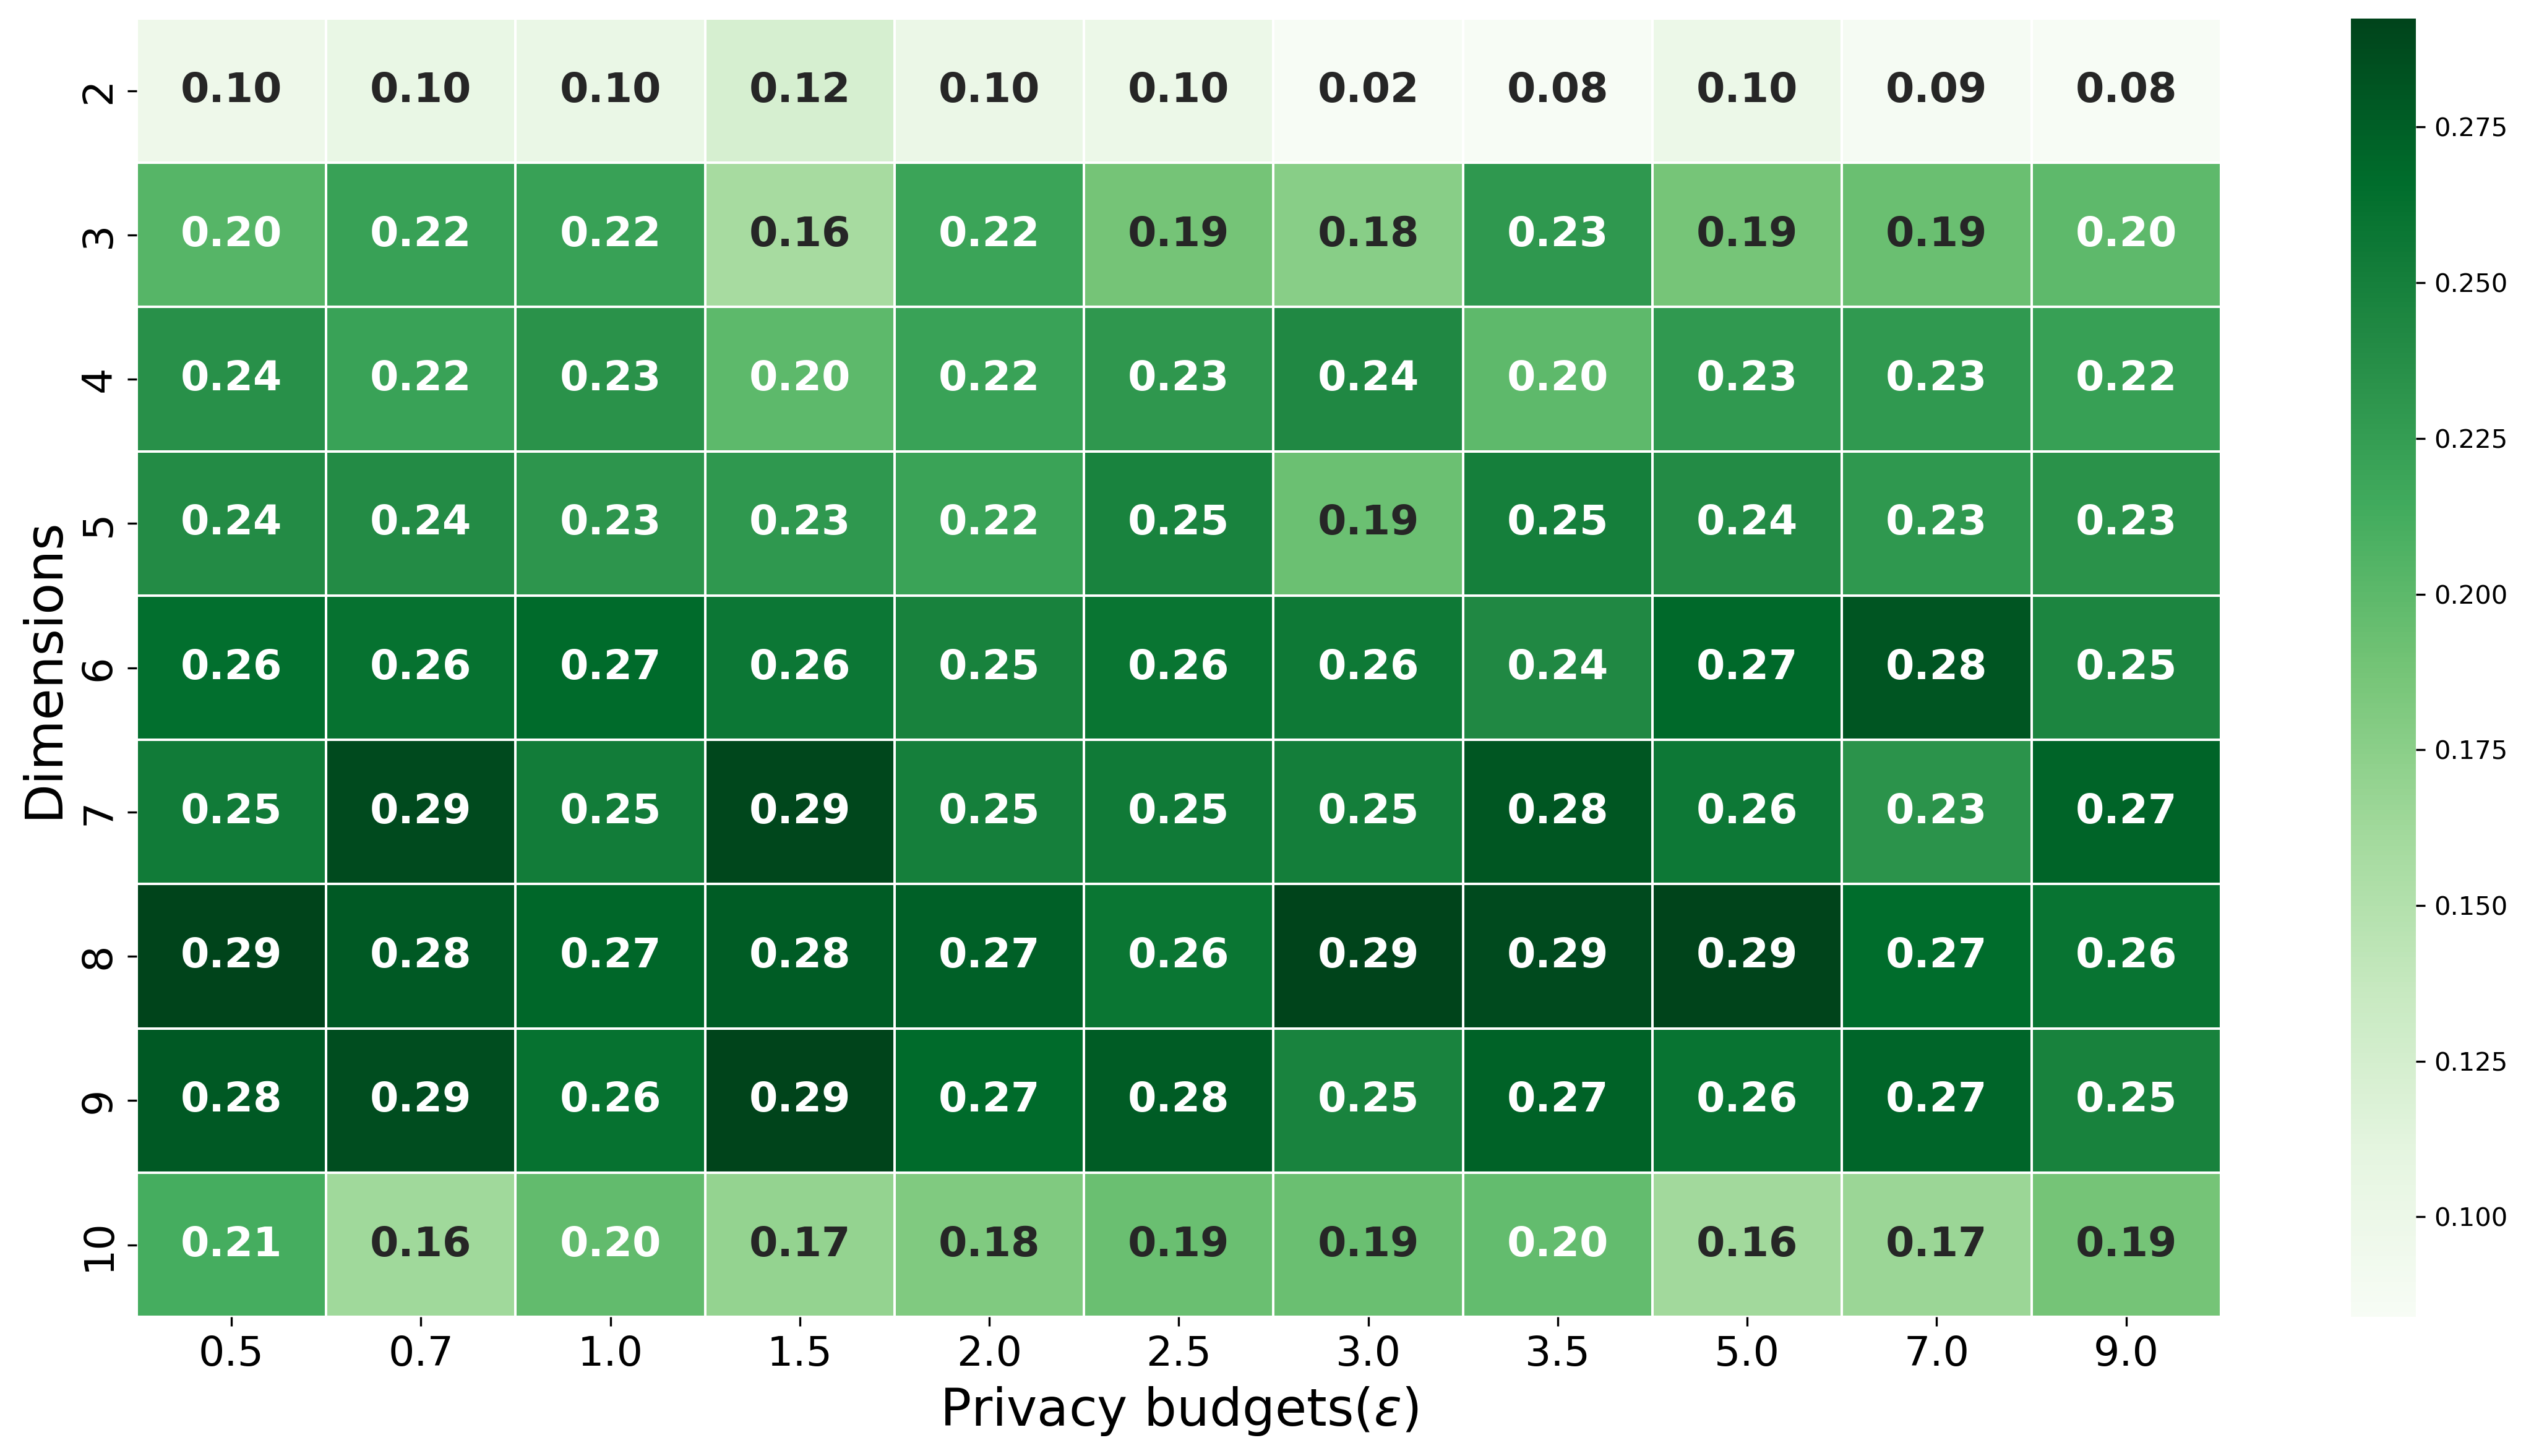 2 0.10 0.10 0.10 0.12 0.10 0.10 0.02 0.08 0.10 0.09 0.08
3 0.20 0.22 0.22 0.16 0.22 0.19 0.18 0.23 0.19 0.19 0.20
4 0.24 0.22 0.23 0.20 0.22 0.23 0.24 0.20 0.23 0.23 0.22
5 0.24 0.24 0.23 0.23 0.22 0.25 0.19 0.25 0.24 0.23 0.23
6 0.26 0.26 0.27 0.26 0.25 0.26 0.26 0.24 0.27 0.28 0.25
7 0.25 0.29 0.25 0.29 0.25 0.25 0.25 0.28 0.26 0.23 0.27
8 0.29 0.28 0.27 0.28 0.27 0.26 0.29 0.29 0.29 0.27 0.26
9 0.28 0.29 0.26 0.29 0.27 0.28 0.25 0.27 0.26 0.27 0.25
10 0.21 0.16 0.20 0.17 0.18 0.19 0.19 0.20 0.16 0.17 0.19
0.5 0.7 1.0 1.5 2.0 2.5 3.0 3.5 5.0 7.0 9.0
Dimensions
Privacy budgets(ε)
0.275
0.250
0.225
0.200
0.175
0.150
0.125
0.100